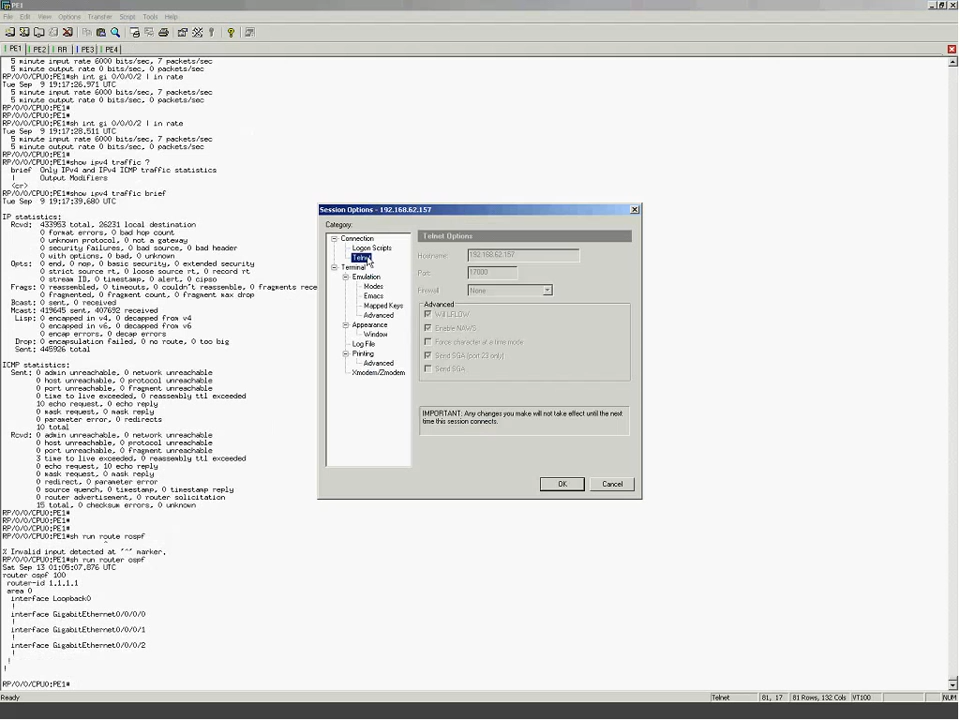 PE1
File Edit View Options Transfer Script Tools Help
PE1 PE2 RR PE3 PE4
5 minute input rate 6000 bits/sec, 7 packets/sec
5 minute output rate 0 bits/sec, 0 packets/sec
RP/0/0/CPU0:PE1#sh int gi 0/0/0/2 | in rate
Tue Sep 9 19:17:26.971 UTC
5 minute input rate 6000 bits/sec, 7 packets/sec
5 minute output rate 0 bits/sec, 0 packets/sec
RP/0/0/CPU0:PE1#
RP/0/0/CPU0:PE1#
RP/0/0/CPU0:PE1#sh int gi 0/0/0/2 | in rate
Tue Sep 9 19:17:28.511 UTC
5 minute input rate 6000 bits/sec, 7 packets/sec
5 minute output rate 0 bits/sec, 0 packets/sec
RP/0/0/CPU0:PE1#
RP/0/0/CPU0:PE1#show ipv4 traffic ?
brief Only IPv4 and IPv4 ICMP traffic statistics
| Output Modifiers
<cr>
RP/0/0/CPU0:PE1#show ipv4 traffic brief
Tue Sep 9 19:17:39.680 UTC
IP statistics:
Rcvd: 433953 total, 26231 local destination
0 format errors, 0 bad hop count
0 unknown protocol, 0 not a gateway
0 security failures, 0 bad source, 0 bad header
0 with options, 0 bad, 0 unknown
Opts: 0 end, 0 nop, 0 basic security, 0 extended security
0 strict source rt, 0 loose source rt, 0 record rt
0 stream ID, 0 timestamp, 0 alert, 0 cipso
Frags: 0 reassembled, 0 timeouts, 0 couldn't reassemble, 0 fragments rece
0 fragmented, 0 fragment count, 0 fragment max drop
Bcast: 0 sent, 0 received
Mcast: 419645 sent, 407692 received
Lisp: 0 encapped in v4, 0 decapped from v4
0 encapped in v6, 0 decapped from v6
0 encap errors, 0 decap errors
Drop: 0 encapsulation failed, 0 no route, 0 too big
Sent: 445926 total
ICMP statistics:
Sent: 0 admin unreachable, 0 network unreachable
0 host unreachable, 0 protocol unreachable
0 port unreachable, 0 fragment unreachable
0 time to live exceeded, 0 reassembly ttl exceeded
10 echo request, 0 echo reply
0 mask request, 0 mask reply
0 parameter error, 0 redirects
10 total
Rcvd: 0 admin unreachable, 0 network unreachable
0 host unreachable, 0 protocol unreachable
0 port unreachable, 0 fragment unreachable
3 time to live exceeded, 0 reassembly ttl exceeded
0 echo request, 10 echo reply
0 mask request, 0 mask reply
0 redirect, 0 parameter error
0 source quench, 0 timestamp, 0 timestamp reply
0 router advertisement, 0 router solicitation
15 total, 0 checksum errors, 0 unknown
RP/0/0/CPU0:PE1#
RP/0/0/CPU0:PE1#
RP/0/0/CPU0:PE1#
RP/0/0/CPU0:PE1#sh run route rospf
^
% Invalid input detected at '^' marker.
RP/0/0/CPU0:PE1#sh run router ospf
Sat Sep 13 01:05:07.876 UTC
router ospf 100
router-id 1.1.1.1
area 0
interface Loopback0
!
interface GigabitEthernet0/0/0/0
!
interface GigabitEthernet0/0/0/1
!
interface GigabitEthernet0/0/0/2
!
!
!
RP/0/0/CPU0:PE1#
Session Options - 192.168.62.157
Category:
Connection
Logon Scripts
Telnet
Terminal
Emulation
Modes
Emacs
Mapped Keys
Advanced
Appearance
Window
Log File
Printing
Advanced
Xmodem/Zmodem
Telnet Options
Hostname: 192.168.62.157
Port: 17000
Firewall: None
Advanced
Will LFLOW
Enable NAWS
Force character at a time mode
Send SGA (port 23 only)
Send SGA
IMPORTANT: Any changes you make will not take effect until the next
time this session connects.
OK Cancel
Ready Telnet 81, 17 81 Rows, 132 Cols VT100 NUM